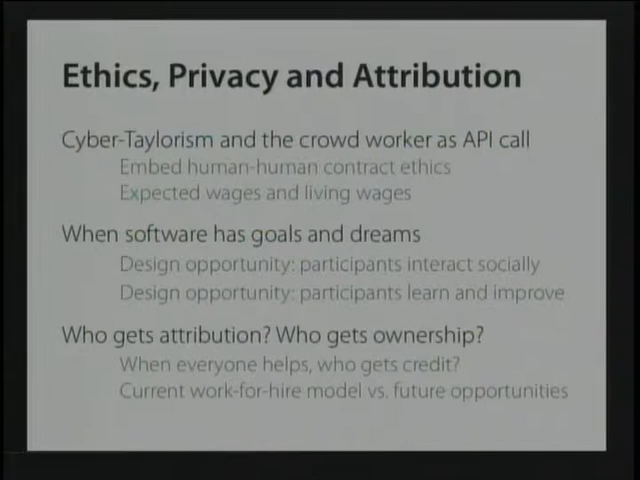 Ethics, Privacy and Attribution
Cyber-Taylorism and the crowd worker as API call
Embed human-human contract ethics
Expected wages and living wages
When software has goals and dreams
Design opportunity: participants interact socially
Design opportunity: participants learn and improve
Who gets attribution? Who gets ownership?
When everyone helps, who gets credit?
Current work-for-hire model vs. future opportunities